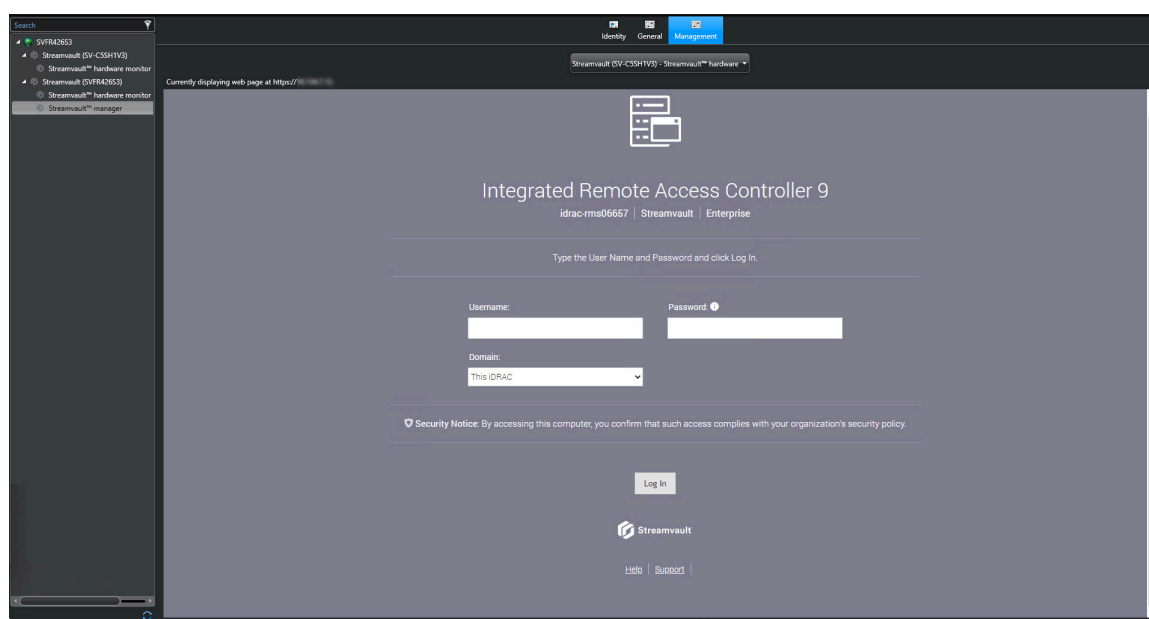 Search
SVFR426S3
Streamvault (SV-C5SH1V3)
Streamvault™ hardware monitor
Streamvault (SVFR426S3)
Streamvault™ hardware monitor
Streamvault™ manager
Identity
General
Management
Streamvault (SV-C5SH1V3) - Streamvault™ hardware
Currently displaying web page at https://
Integrated Remote Access Controller 9
idrac-rms06657 | Streamvault | Enterprise
Type the User Name and Password and click Log In.
Username:
Password:
Domain:
This iDRAC
Security Notice: By accessing this computer, you confirm that such access complies with your organization's security policy.
Log In
Streamvault
Help | Support |